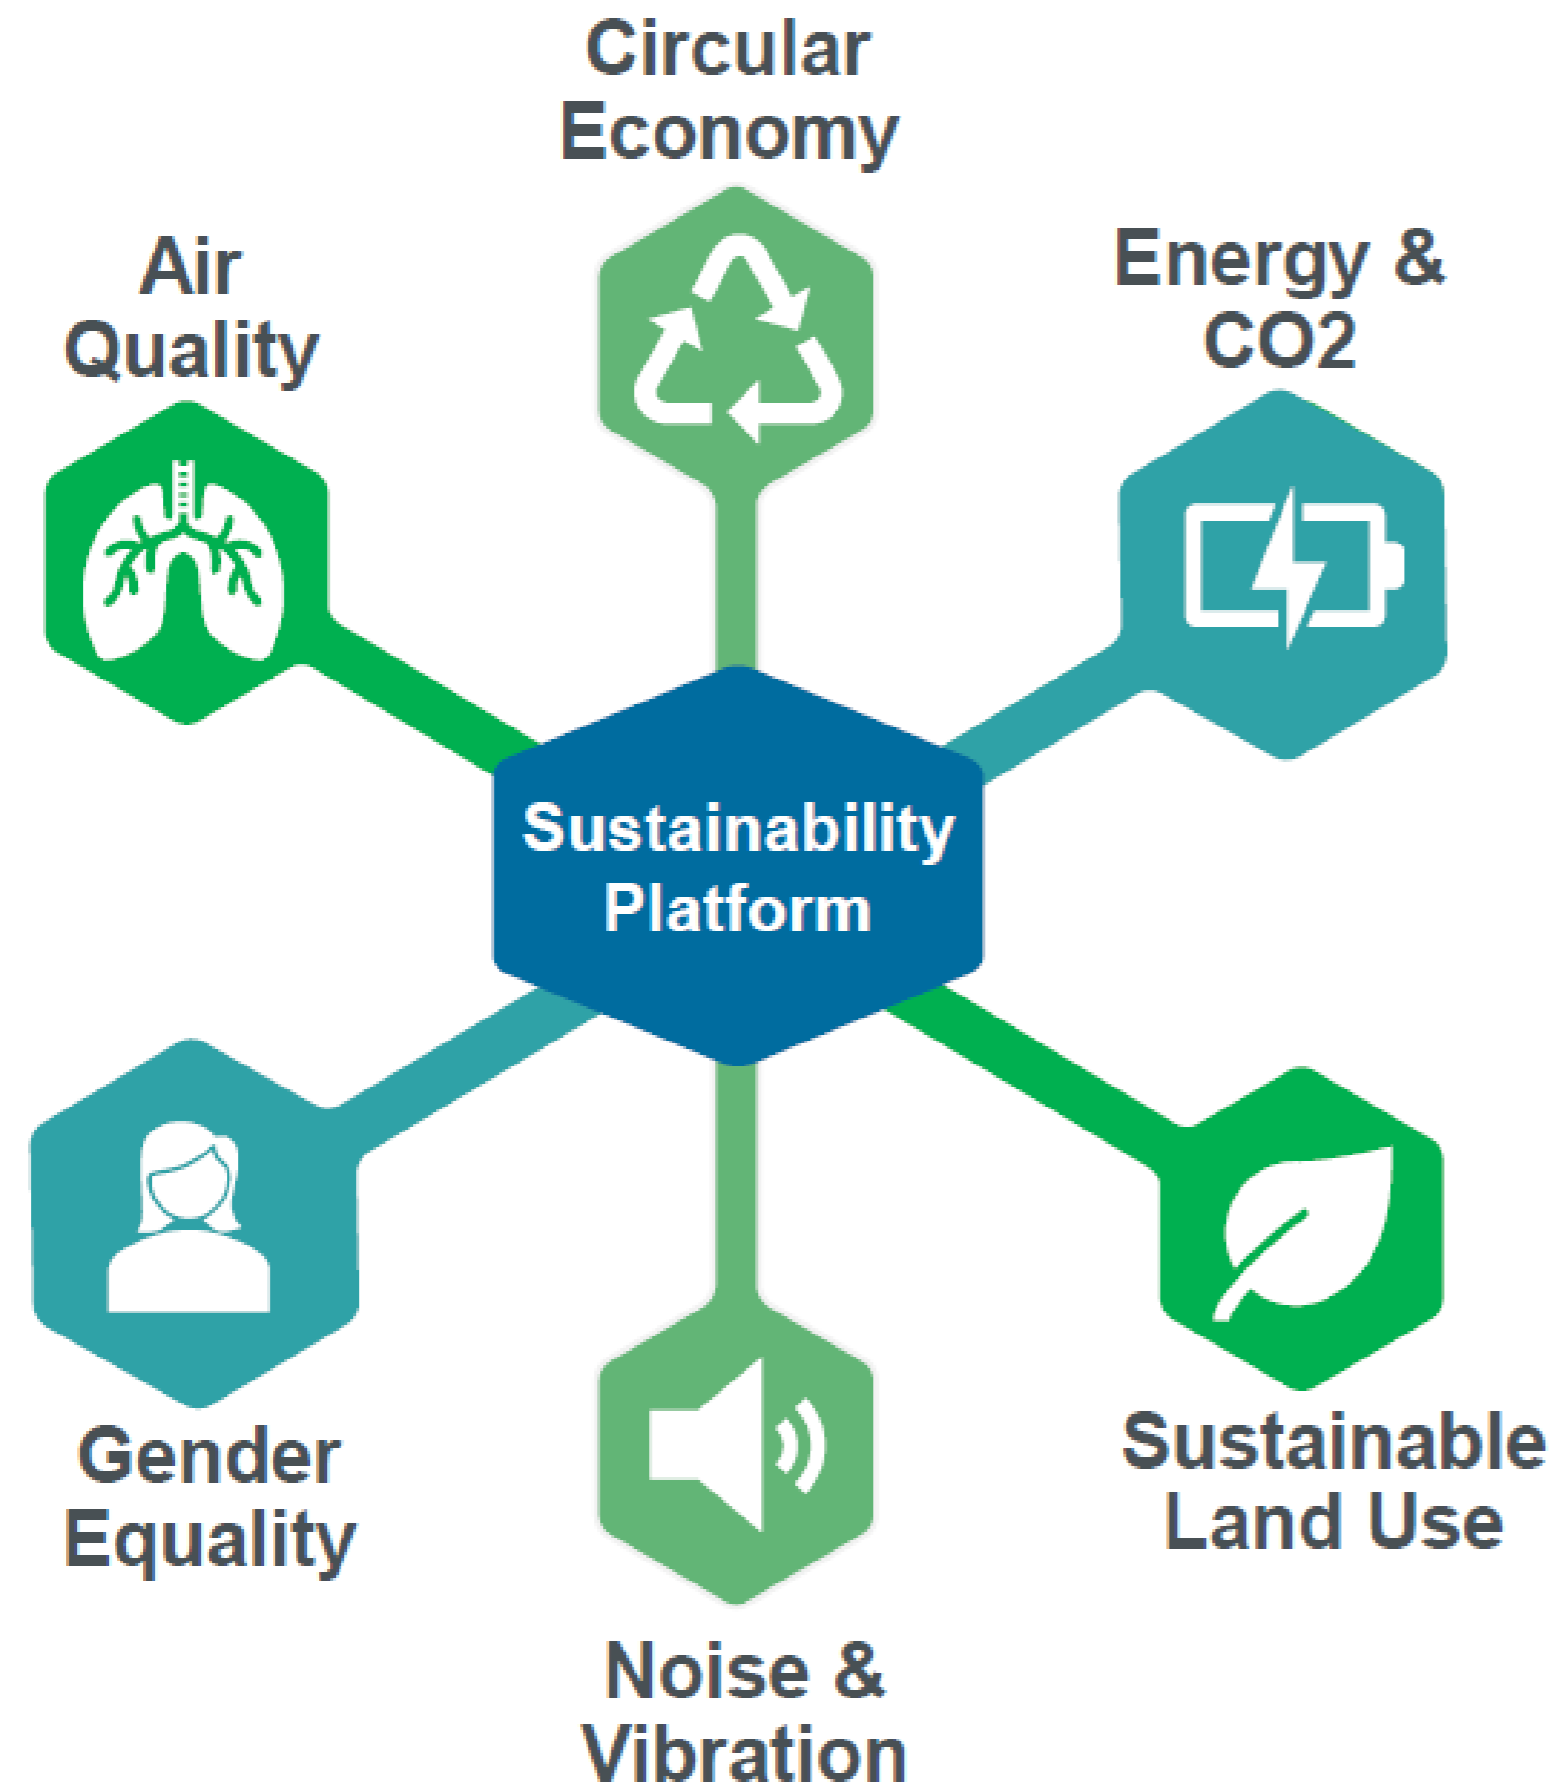 Circular
Economy
Air
Quality
Energy &
CO2
Sustainability
Platform
Gender
Equality
Sustainable
Land Use
Noise &
Vibration